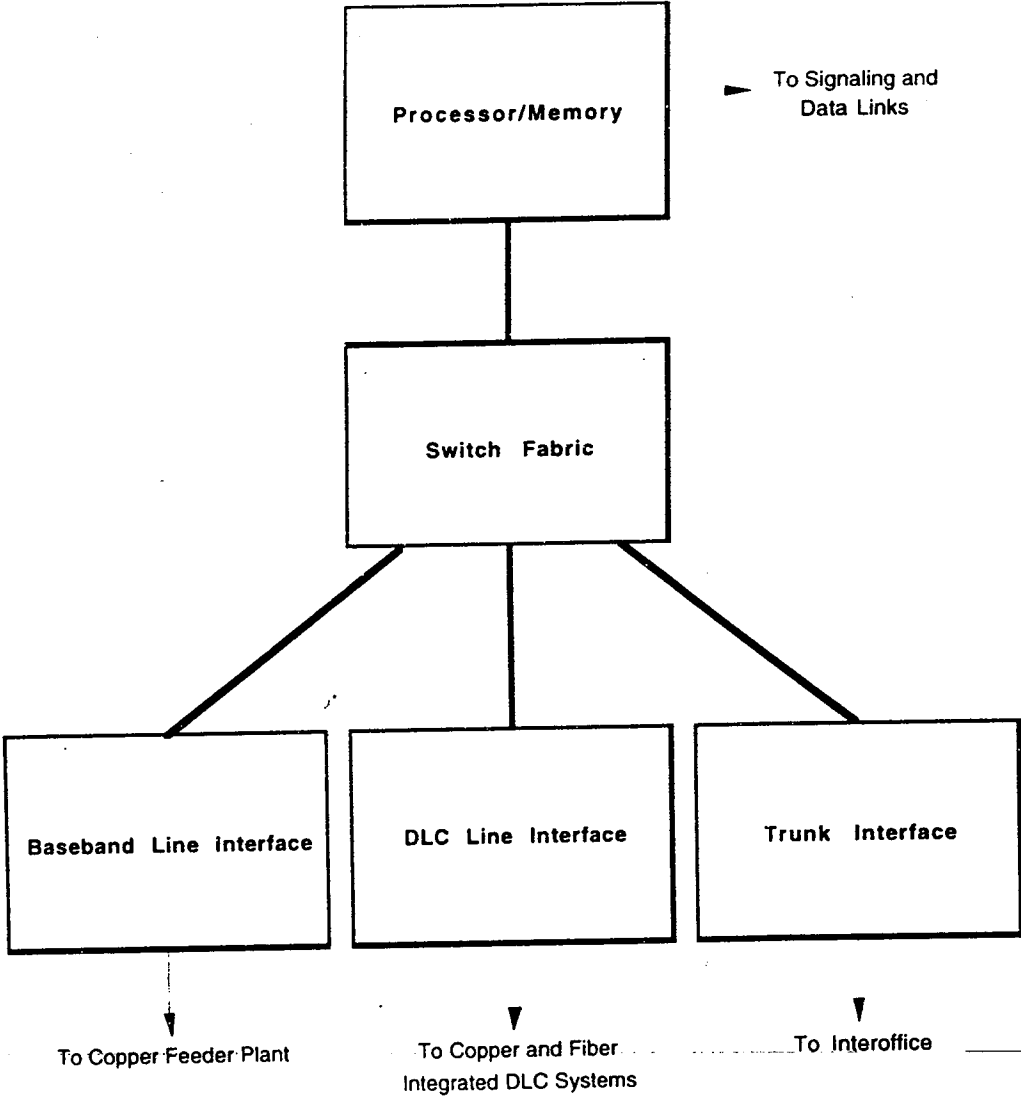 Processor/Memory
To Signaling and
Data Links
Switch Fabric
Baseband Line interface
DLC Line Interface
Trunk Interface
To Copper Feeder Plant
To Copper and Fiber
Integrated DLC Systems
To Interoffice